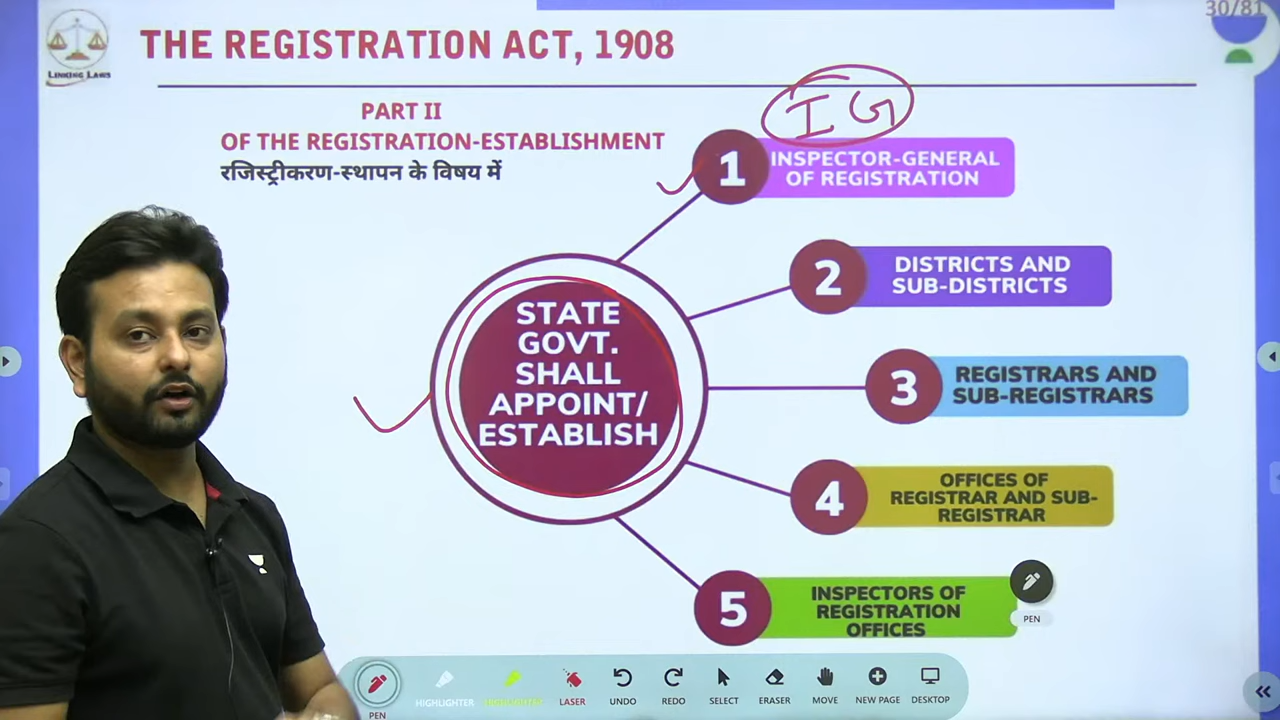 30/81
LINKING LAWS
THE REGISTRATION ACT, 1908
PART II
OF THE REGISTRATION-ESTABLISHMENT
रजिस्ट्रीकरण-स्थापन के विषय में
IG
1
INSPECTOR-GENERAL
OF REGISTRATION
2
DISTRICTS AND
SUB-DISTRICTS
STATE
GOVT.
SHALL
APPOINT/
ESTABLISH
3
REGISTRARS AND
SUB-REGISTRARS
4
OFFICES OF
REGISTRAR AND SUB-
REGISTRAR
5
INSPECTORS OF
REGISTRATION
OFFICES
PEN
PEN
HIGHLIGHTER
HIGHLIGHTER
LASER
UNDO
REDO
SELECT
ERASER
MOVE
NEW PAGE
DESKTOP